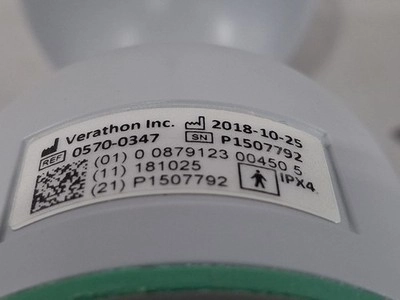 Verathon Inc. 2018-10-25
REF 0570-0347 SN P1507792
(01) 0 0879123 00450 5
(11) 181025
(21) P1507792 IPX4